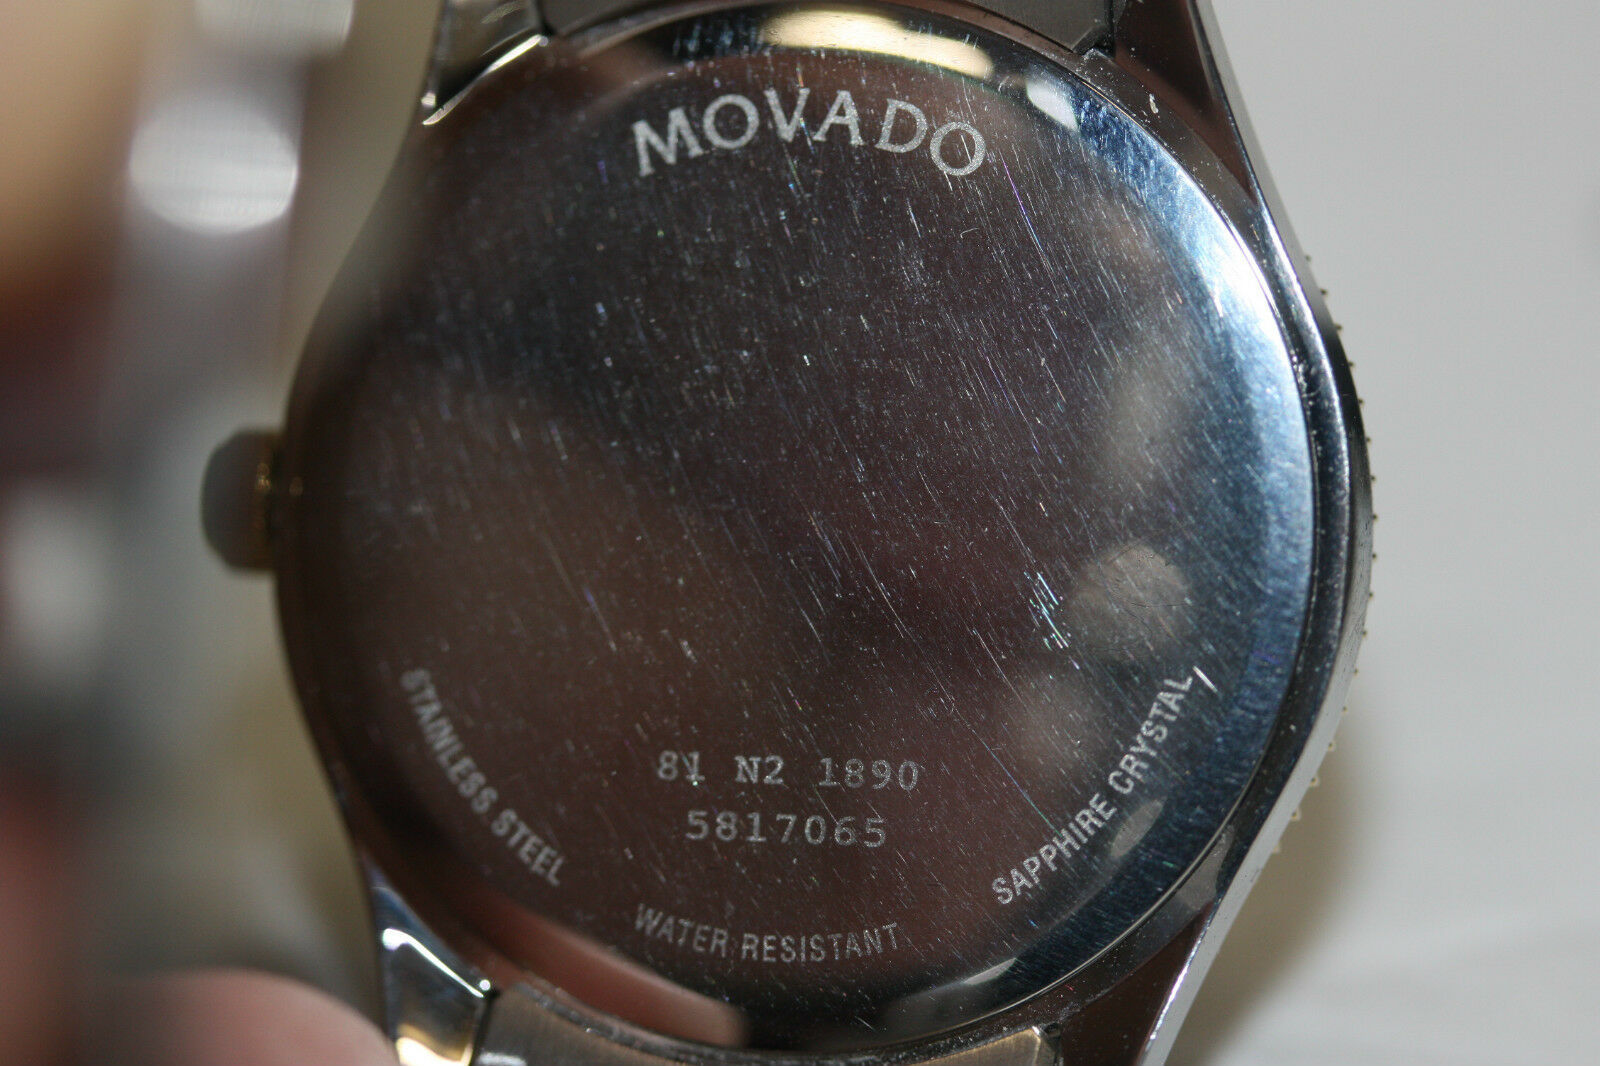 MOVADO
81 N2 1890
5817065
STAINLESS STEEL
WATER RESISTANT
SAPPHIRE CRYSTAL